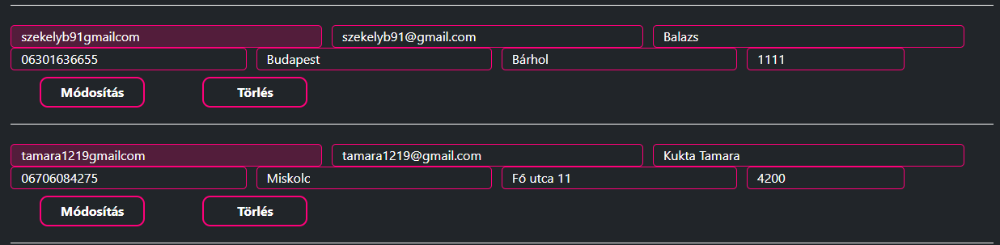 szekelyb91gmailcom szekelyb91@gmail.com Balazs
06301636655 Budapest Bárhol 1111
Módosítás Törlés
tamara1219gmailcom tamara1219@gmail.com Kukta Tamara
06706084275 Miskolc Fő utca 11 4200
Módosítás Törlés